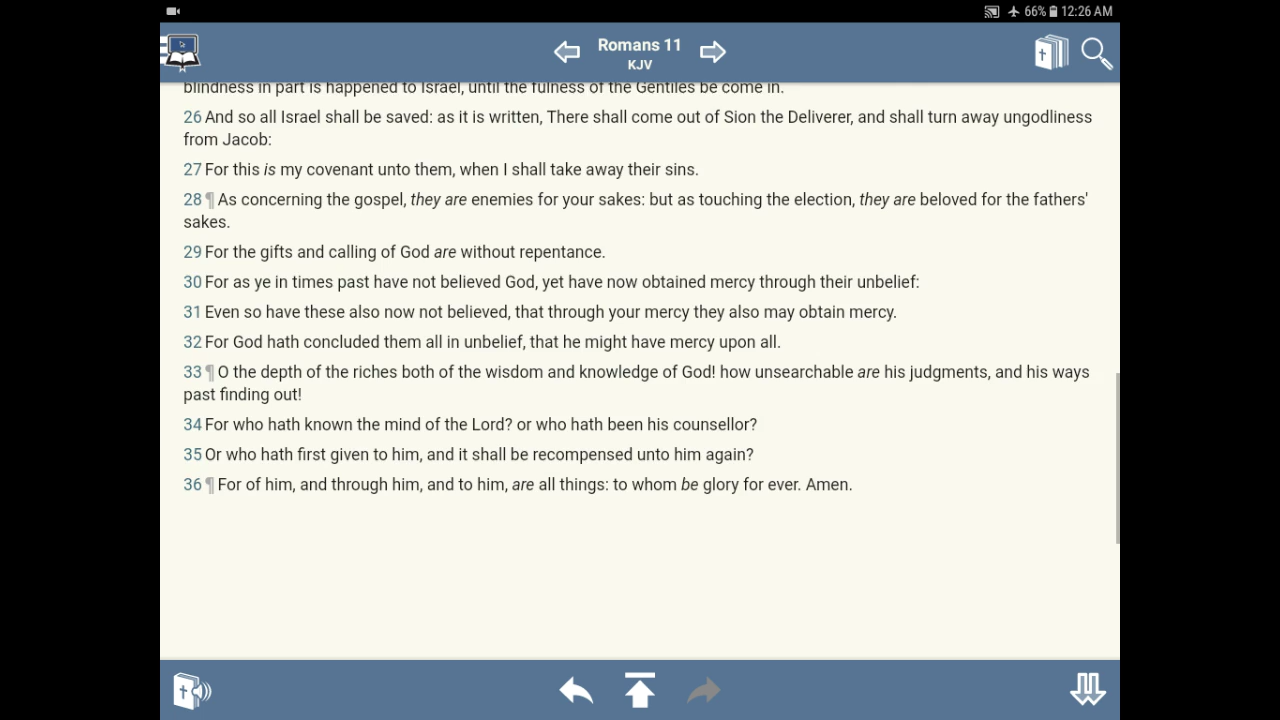 66% 12:26 AM
Romans 11
KJV
blindness in part is happened to Israel, until the fulness of the Gentiles be come in.
26 And so all Israel shall be saved: as it is written, There shall come out of Sion the Deliverer, and shall turn away ungodliness
from Jacob:
27 For this is my covenant unto them, when I shall take away their sins.
28 ¶ As concerning the gospel, they are enemies for your sakes: but as touching the election, they are beloved for the fathers'
sakes.
29 For the gifts and calling of God are without repentance.
30 For as ye in times past have not believed God, yet have now obtained mercy through their unbelief:
31 Even so have these also now not believed, that through your mercy they also may obtain mercy.
32 For God hath concluded them all in unbelief, that he might have mercy upon all.
33 ¶ O the depth of the riches both of the wisdom and knowledge of God! how unsearchable are his judgments, and his ways
past finding out!
34 For who hath known the mind of the Lord? or who hath been his counsellor?
35 Or who hath first given to him, and it shall be recompensed unto him again?
36 ¶ For of him, and through him, and to him, are all things: to whom be glory for ever. Amen.